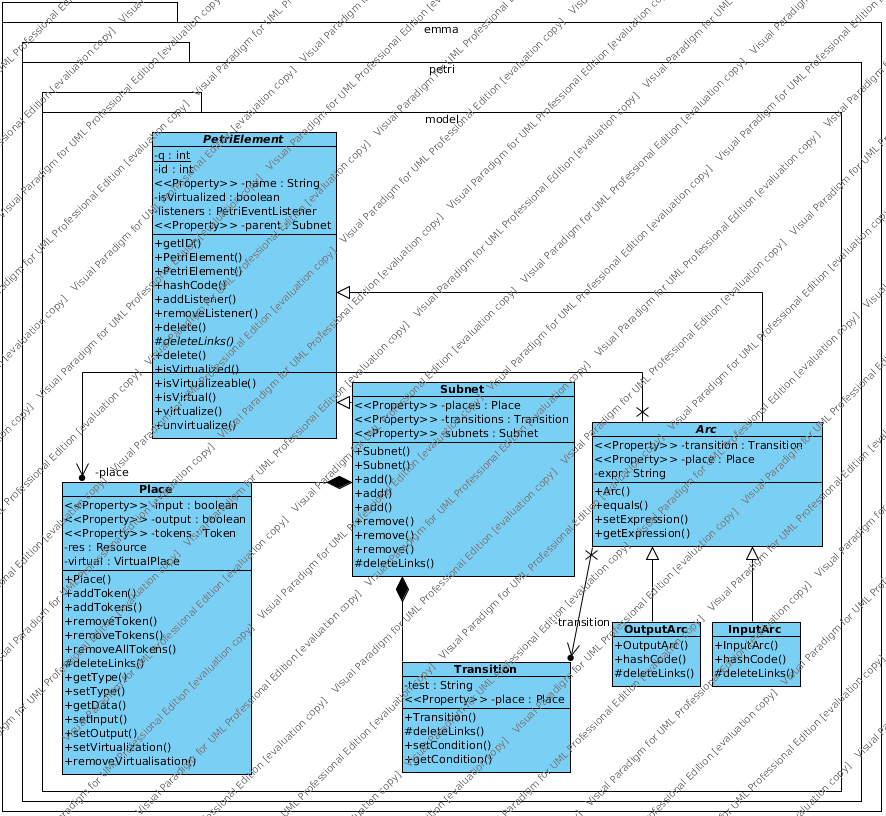 emma
petri
model
PetriElement
-q : int
-id : int
<<Property>> -name : String
-isVirtualized : boolean
-listeners : PetriEventListener
<<Property>> -parent : Subnet
+getID()
+PetriElement()
+PetriElement()
+hashCode()
+addListener()
+removeListener()
+delete()
#deleteLinks()
+delete()
+isVirtualized()
+isVirtualizeable()
+isVirtual()
+virtualize()
+unvirtualize()
Subnet
<<Property>> -places : Place
<<Property>> -transitions : Transition
<<Property>> -subnets : Subnet
+Subnet()
+Subnet()
+add()
+add()
+add()
+remove()
+remove()
+remove()
#deleteLinks()
Arc
<<Property>> -transition : Transition
<<Property>> -place : Place
-expr : String
+Arc()
+equals()
+setExpression()
+getExpression()
-place
Place
<<Property>> -input : boolean
<<Property>> -output : boolean
<<Property>> -tokens : Token
-res : Resource
-virtual : VirtualPlace
+Place()
+addToken()
+addTokens()
+removeToken()
+removeTokens()
+removeAllTokens()
#deleteLinks()
+getType()
+setType()
+getData()
+setInput()
+setOutput()
+setVirtualization()
+removeVirtualisation()
-transition
Transition
-test : String
<<Property>> -place : Place
+Transition()
#deleteLinks()
+setCondition()
+getCondition()
OutputArc
+OutputArc()
+hashCode()
#deleteLinks()
InputArc
+InputArc()
+hashCode()
#deleteLinks()
Visual Paradigm for UML Professional Edition [evaluation copy]